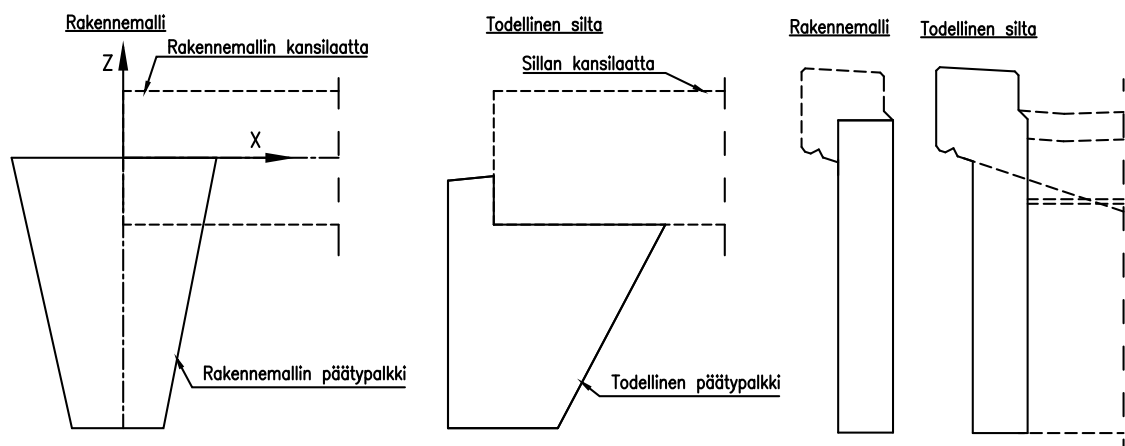 Rakennemalli
Todellinen silta
Rakennemalli
Todellinen silta
Rakennemallin kansilaatta
Z
Sillan kansilaatta
X
Rakennemallin päätypalkki
Todellinen päätypalkki